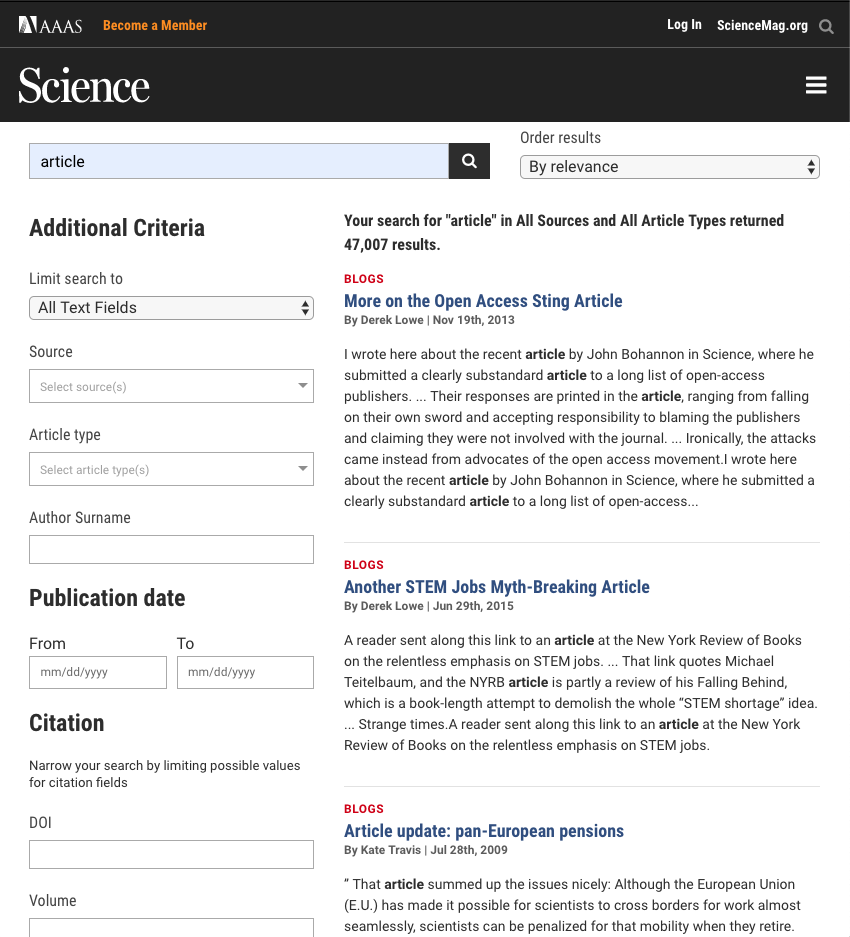 AAAS
Become a Member
Log In
ScienceMag.org
Science
article
Order results
By relevance
Additional Criteria
Limit search to
All Text Fields
Source
Select source(s)
Article type
Select article type(s)
Author Surname
Publication date
From
To
mm/dd/yyyy
mm/dd/yyyy
Citation
Narrow your search by limiting possible values
for citation fields
DOI
Volume
Your search for "article" in All Sources and All Article Types returned
47,007 results.
BLOGS
More on the Open Access Sting Article
By Derek Lowe | Nov 19th, 2013
I wrote here about the recent article by John Bohannon in Science, where he
submitted a clearly substandard article to a long list of open-access
publishers. ... Their responses are printed in the article, ranging from falling
on their own sword and accepting responsibility to blaming the publishers
and claiming they were not involved with the journal. ... Ironically, the attacks
came instead from advocates of the open access movement.I wrote here
about the recent article by John Bohannon in Science, where he submitted a
clearly substandard article to a long list of open-access...
BLOGS
Another STEM Jobs Myth-Breaking Article
By Derek Lowe | Jun 29th, 2015
A reader sent along this link to an article at the New York Review of Books
on the relentless emphasis on STEM jobs. ... That link quotes Michael
Teitelbaum, and the NYRB article is partly a review of his Falling Behind,
which is a book-length attempt to demolish the whole “STEM shortage” idea.
... Strange times.A reader sent along this link to an article at the New York
Review of Books on the relentless emphasis on STEM jobs.
BLOGS
Article update: pan-European pensions
By Kate Travis | Jul 28th, 2009
” That article summed up the issues nicely: Although the European Union
(E.U.) has made it possible for scientists to cross borders for work almost
seamlessly, scientists can be penalized for that mobility when they retire.